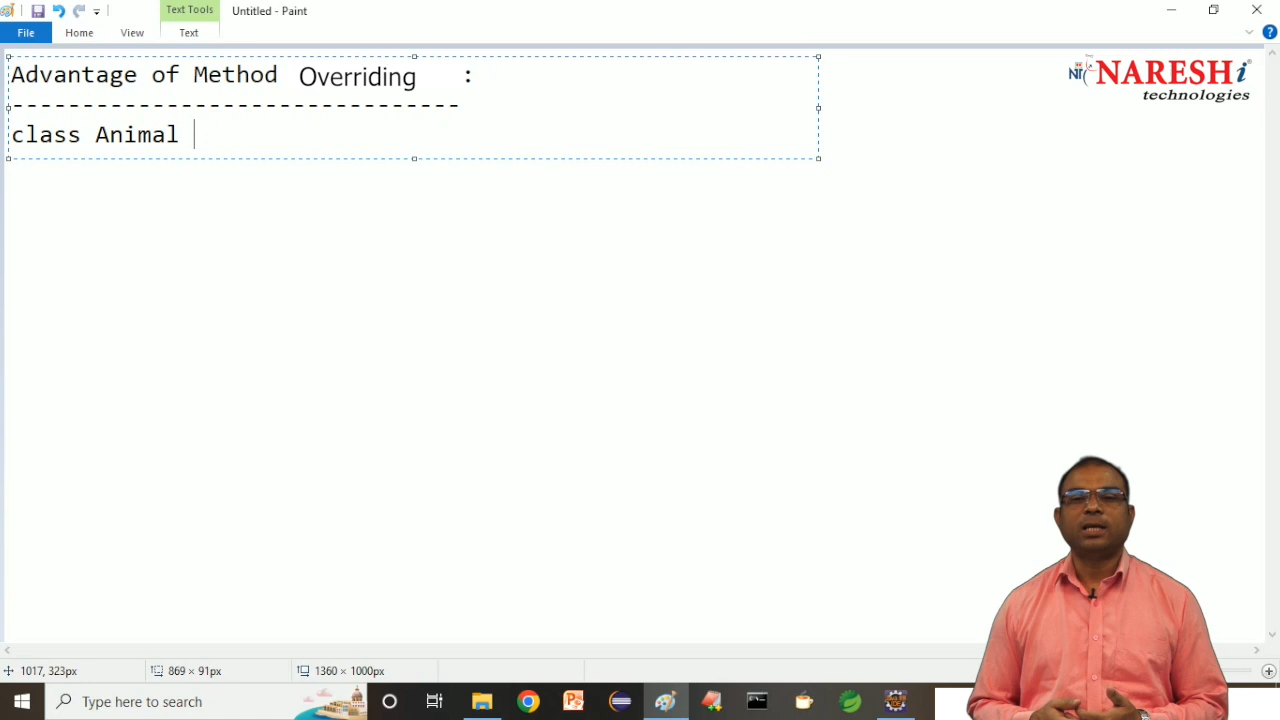 Text Tools
Untitled - Paint
File
Home
View
Text
Advantage of Method Overriding :
--------------------------------
class Animal
NARESH i
technologies
1017, 323px
869 × 91px
1360 × 1000px
Type here to search